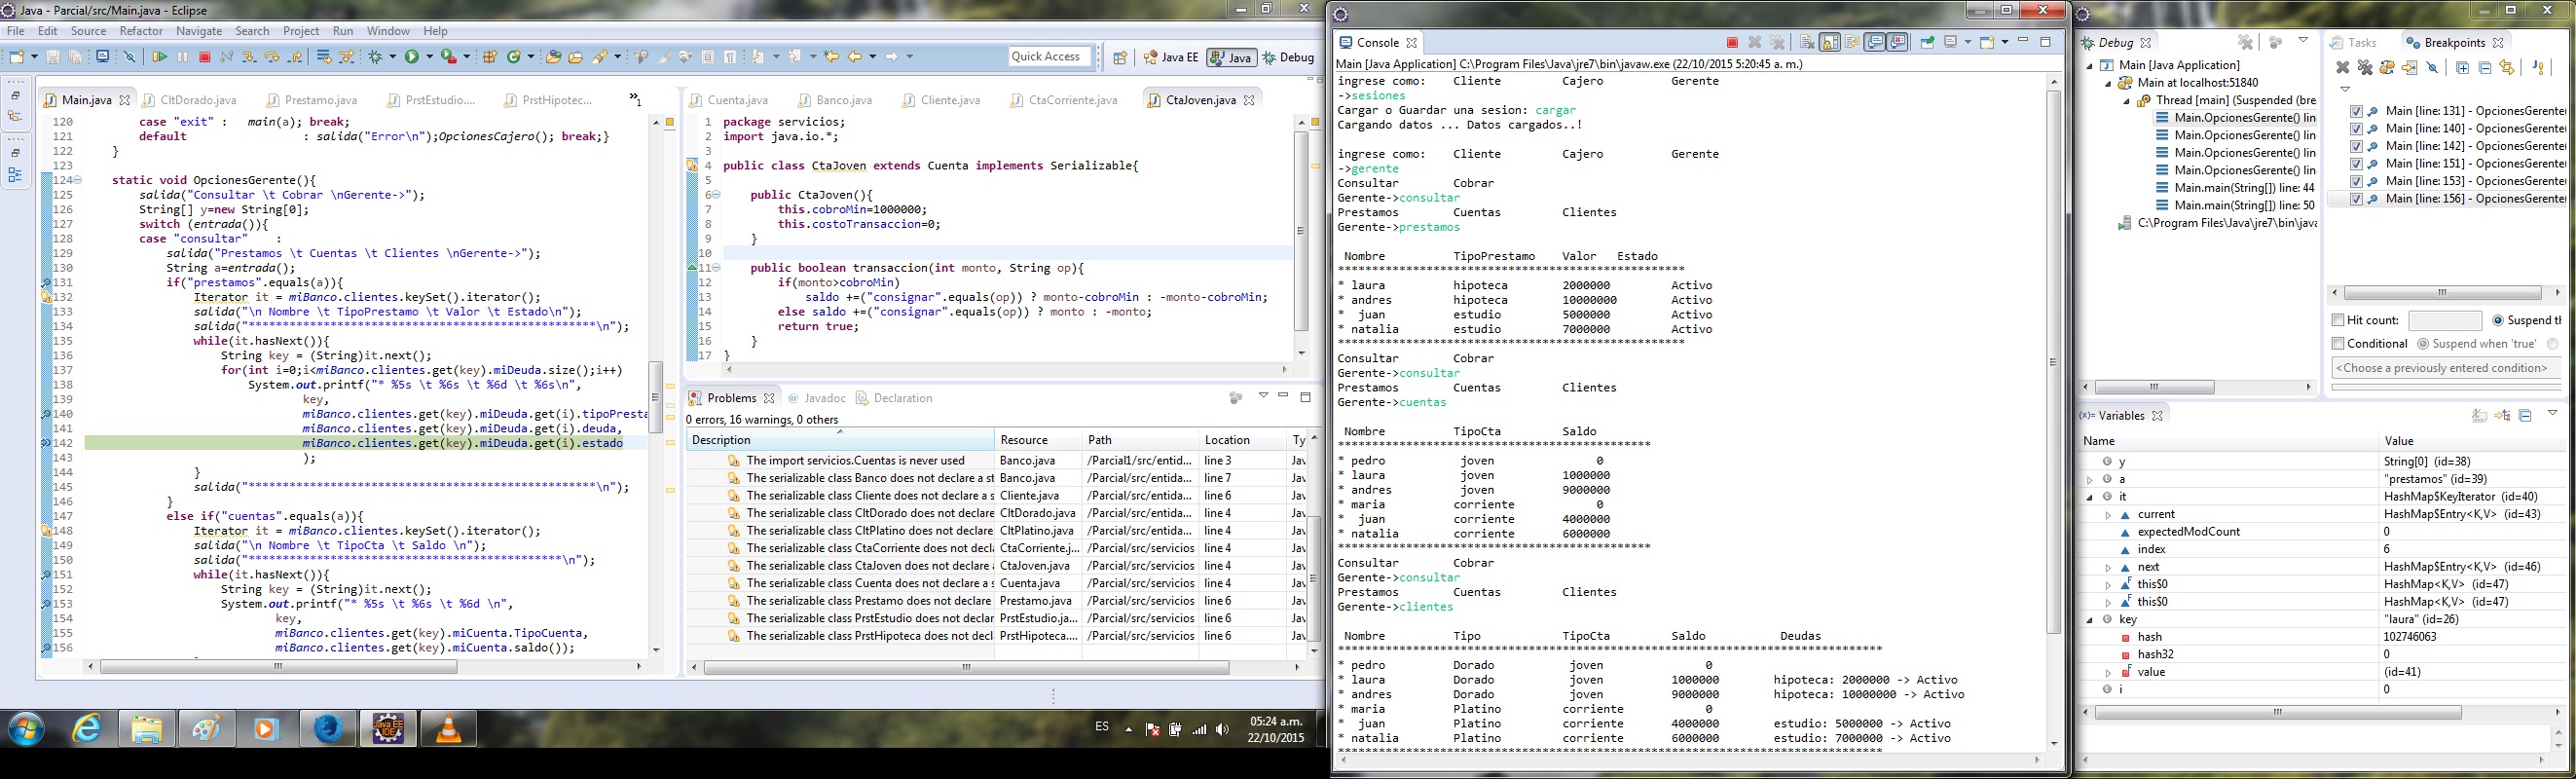 Java - Parcial/src/Main.java - Eclipse
File Edit Source Refactor Navigate Search Project Run Window Help
Quick Access
Java EE Java Debug
Main.java CltDorado.java Prestamo.java PrstEstudio.... PrstHipotec... »1
120 case "exit" : main(a); break;
121 default : salida("Error\n");OpcionesCajero(); break;}
122 }
123
124 static void OpcionesGerente(){
125 salida("Consultar \t Cobrar \nGerente->");
126 String[] y=new String[0];
127 switch (entrada()){
128 case "consultar" :
129 salida("Prestamos \t Cuentas \t Clientes \nGerente->");
130 String a=entrada();
131 if("prestamos".equals(a)){
132 Iterator it = miBanco.clientes.keySet().iterator();
133 salida("\n Nombre \t TipoPrestamo \t Valor \t Estado\n");
134 salida("***************************************************\n");
135 while(it.hasNext()){
136 String key = (String)it.next();
137 for(int i=0;i<miBanco.clientes.get(key).miDeuda.size();i++)
138 System.out.printf("* %5s \t %6s \t %6d \t %6s\n",
139 key,
140 miBanco.clientes.get(key).miDeuda.get(i).tipoPresta
141 miBanco.clientes.get(key).miDeuda.get(i).deuda,
142 miBanco.clientes.get(key).miDeuda.get(i).estado
143 );
144 }
145 salida("***************************************************\n");
146 }
147 else if("cuentas".equals(a)){
148 Iterator it = miBanco.clientes.keySet().iterator();
149 salida("\n Nombre \t TipoCta \t Saldo \n");
150 salida("**********************************************\n");
151 while(it.hasNext()){
152 String key = (String)it.next();
153 System.out.printf("* %5s \t %6s \t %6d \n",
154 key,
155 miBanco.clientes.get(key).miCuenta.TipoCuenta,
156 miBanco.clientes.get(key).miCuenta.saldo());
Cuenta.java Banco.java Cliente.java CtaCorriente.java CtaJoven.java
1 package servicios;
2 import java.io.*;
3
4 public class CtaJoven extends Cuenta implements Serializable{
5
6 public CtaJoven(){
7 this.cobroMin=1000000;
8 this.costoTransaccion=0;
9 }
10
11 public boolean transaccion(int monto, String op){
12 if(monto>cobroMin)
13 saldo +=("consignar".equals(op)) ? monto-cobroMin : -monto-cobroMin;
14 else saldo +=("consignar".equals(op)) ? monto : -monto;
15 return true;
16 }
17 }
Problems Javadoc Declaration
0 errors, 16 warnings, 0 others
Description Resource Path Location Ty
The import servicios.Cuentas is never used Banco.java /Parcial1/src/entid... line 3 Jav
The serializable class Banco does not declare a st Banco.java /Parcial/src/entida... line 7 Jav
The serializable class Cliente does not declare a s Cliente.java /Parcial/src/entida... line 6 Jav
The serializable class CltDorado does not declare CltDorado.java /Parcial/src/entida... line 4 Jav
The serializable class CltPlatino does not declare CltPlatino.java /Parcial/src/entida... line 4 Jav
The serializable class CtaCorriente does not decla CtaCorriente.j... /Parcial/src/servicios line 4 Jav
The serializable class CtaJoven does not declare a CtaJoven.java /Parcial/src/servicios line 4 Jav
The serializable class Cuenta does not declare a s Cuenta.java /Parcial/src/servicios line 4 Jav
The serializable class Prestamo does not declare Prestamo.java /Parcial/src/servicios line 6 Jav
The serializable class PrstEstudio does not declar PrstEstudio.ja... /Parcial/src/servicios line 6 Jav
The serializable class PrstHipoteca does not decl PrstHipoteca.... /Parcial/src/servicios line 6 Jav
ES 05:24 a.m.
22/10/2015
Console
Main [Java Application] C:\Program Files\Java\jre7\bin\javaw.exe (22/10/2015 5:20:45 a. m.)
ingrese como: Cliente Cajero Gerente
->sesiones
Cargar o Guardar una sesion: cargar
Cargando datos ... Datos cargados..!
ingrese como: Cliente Cajero Gerente
->gerente
Consultar Cobrar
Gerente->consultar
Prestamos Cuentas Clientes
Gerente->prestamos
Nombre TipoPrestamo Valor Estado
***************************************************
* laura hipoteca 2000000 Activo
* andres hipoteca 10000000 Activo
* juan estudio 5000000 Activo
* natalia estudio 7000000 Activo
***************************************************
Consultar Cobrar
Gerente->consultar
Prestamos Cuentas Clientes
Gerente->cuentas
Nombre TipoCta Saldo
**********************************************
* pedro joven 0
* laura joven 1000000
* andres joven 9000000
* maria corriente 0
* juan corriente 4000000
* natalia corriente 6000000
**********************************************
Consultar Cobrar
Gerente->consultar
Prestamos Cuentas Clientes
Gerente->clientes
Nombre Tipo TipoCta Saldo Deudas
********************************************************************************
* pedro Dorado joven 0
* laura Dorado joven 1000000 hipoteca: 2000000 -> Activo
* andres Dorado joven 9000000 hipoteca: 10000000 -> Activo
* maria Platino corriente 0
* juan Platino corriente 4000000 estudio: 5000000 -> Activo
* natalia Platino corriente 6000000 estudio: 7000000 -> Activo
********************************************************************************
Debug
Main [Java Application]
Main at localhost:51840
Thread [main] (Suspended (bre
Main.OpcionesGerente() lin
Main.OpcionesGerente() lin
Main.OpcionesGerente() lin
Main.OpcionesGerente() lin
Main.main(String[]) line: 44
Main.main(String[]) line: 50
C:\Program Files\Java\jre7\bin\java
Tasks Breakpoints
Main [line: 131] - OpcionesGerente
Main [line: 140] - OpcionesGerente
Main [line: 142] - OpcionesGerente
Main [line: 151] - OpcionesGerente
Main [line: 153] - OpcionesGerente
Main [line: 156] - OpcionesGerente
Hit count: Suspend th
Conditional Suspend when 'true'
<Choose a previously entered condition>
Variables
Name Value
y String[0] (id=38)
a "prestamos" (id=39)
it HashMap$KeyIterator (id=40)
current HashMap$Entry<K,V> (id=43)
expectedModCount 0
index 6
next HashMap$Entry<K,V> (id=46)
this$0 HashMap<K,V> (id=47)
this$0 HashMap<K,V> (id=47)
key "laura" (id=26)
hash 102746063
hash32 0
value (id=41)
i 0